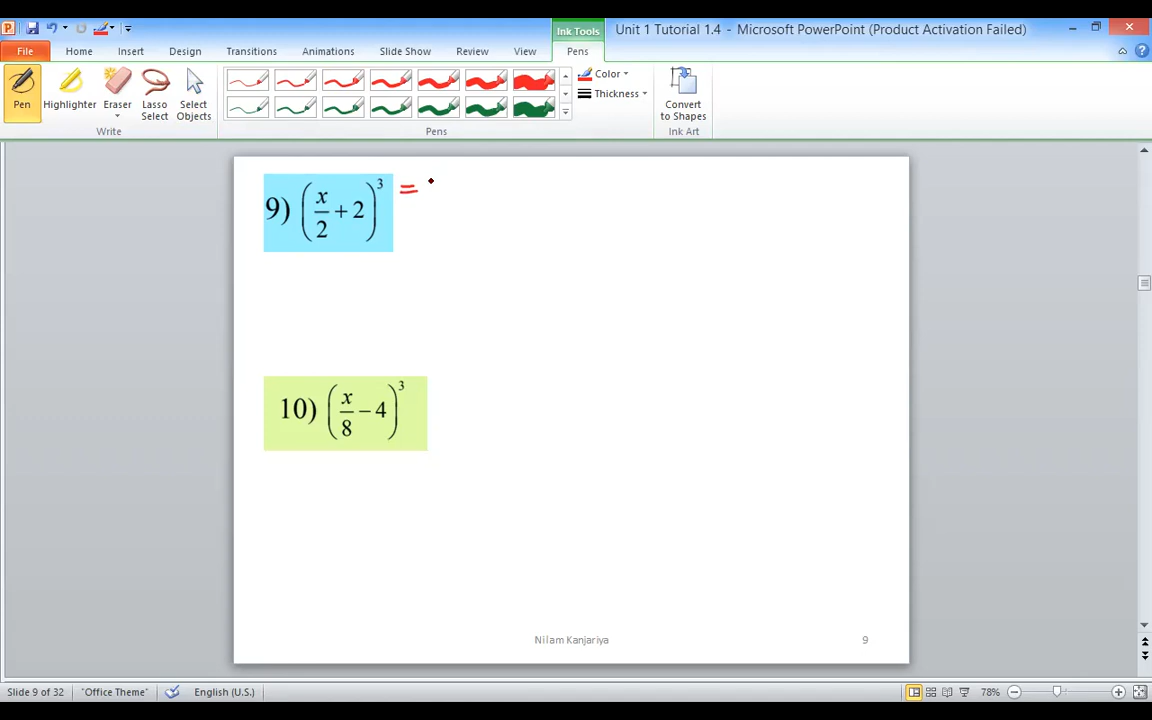 Ink Tools
Unit 1 Tutorial 1.4 - Microsoft PowerPoint (Product Activation Failed)
File Home Insert Design Transitions Animations Slide Show Review View Pens
Pen Highlighter Eraser Lasso Select Select Objects
Color
Thickness
Convert to Shapes
Write Pens Ink Art
9) (x/2 + 2)³ =
10) (x/8 − 4)³
Nilam Kanjariya 9
Slide 9 of 32 "Office Theme" English (U.S.) 78%